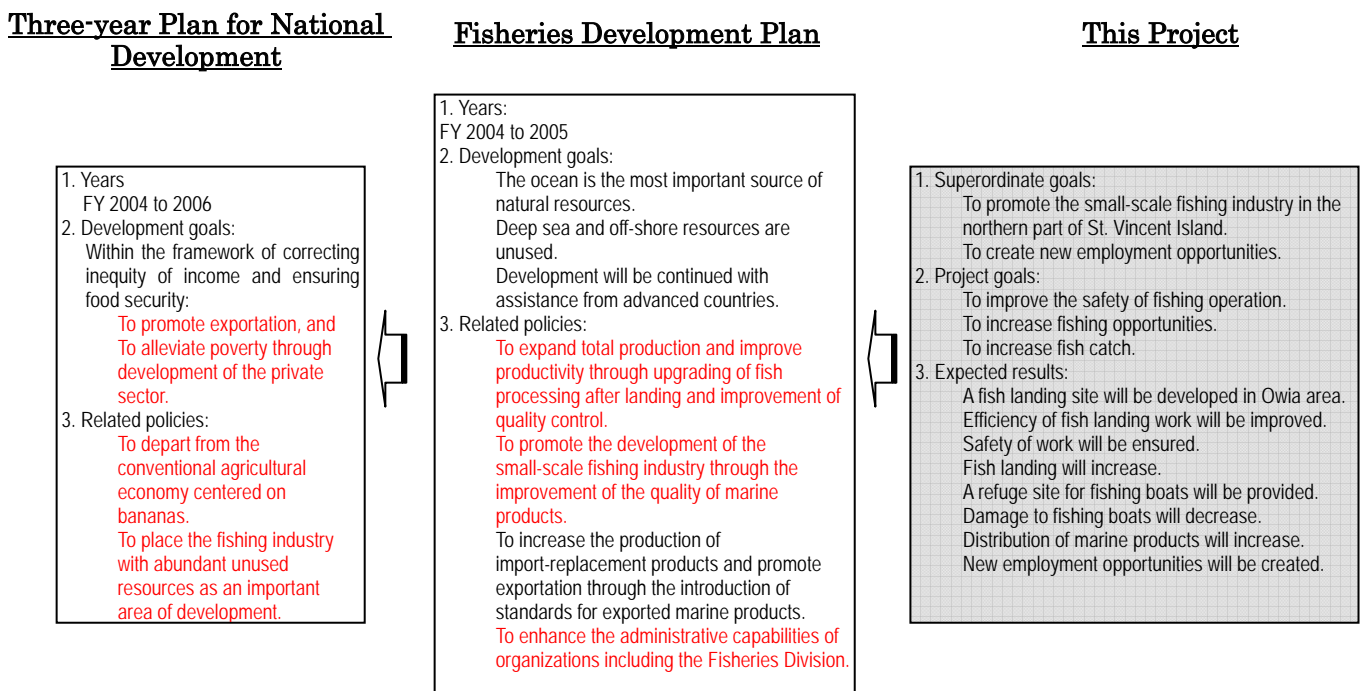 Three-year Plan for National
Development
1. Years
FY 2004 to 2006
2. Development goals:
Within the framework of correcting
inequity of income and ensuring
food security:
To promote exportation, and
To alleviate poverty through
development of the private
sector.
3. Related policies:
To depart from the
conventional agricultural
economy centered on
bananas.
To place the fishing industry
with abundant unused
resources as an important
area of development.
Fisheries Development Plan
1. Years:
FY 2004 to 2005
2. Development goals:
The ocean is the most important source of
natural resources.
Deep sea and off-shore resources are
unused.
Development will be continued with
assistance from advanced countries.
3. Related policies:
To expand total production and improve
productivity through upgrading of fish
processing after landing and improvement of
quality control.
To promote the development of the
small-scale fishing industry through the
improvement of the quality of marine
products.
To increase the production of
import-replacement products and promote
exportation through the introduction of
standards for exported marine products.
To enhance the administrative capabilities of
organizations including the Fisheries Division.
This Project
1. Superordinate goals:
To promote the small-scale fishing industry in the
northern part of St. Vincent Island.
To create new employment opportunities.
2. Project goals:
To improve the safety of fishing operation.
To increase fishing opportunities.
To increase fish catch.
3. Expected results:
A fish landing site will be developed in Owia area.
Efficiency of fish landing work will be improved.
Safety of work will be ensured.
Fish landing will increase.
A refuge site for fishing boats will be provided.
Damage to fishing boats will decrease.
Distribution of marine products will increase.
New employment opportunities will be created.